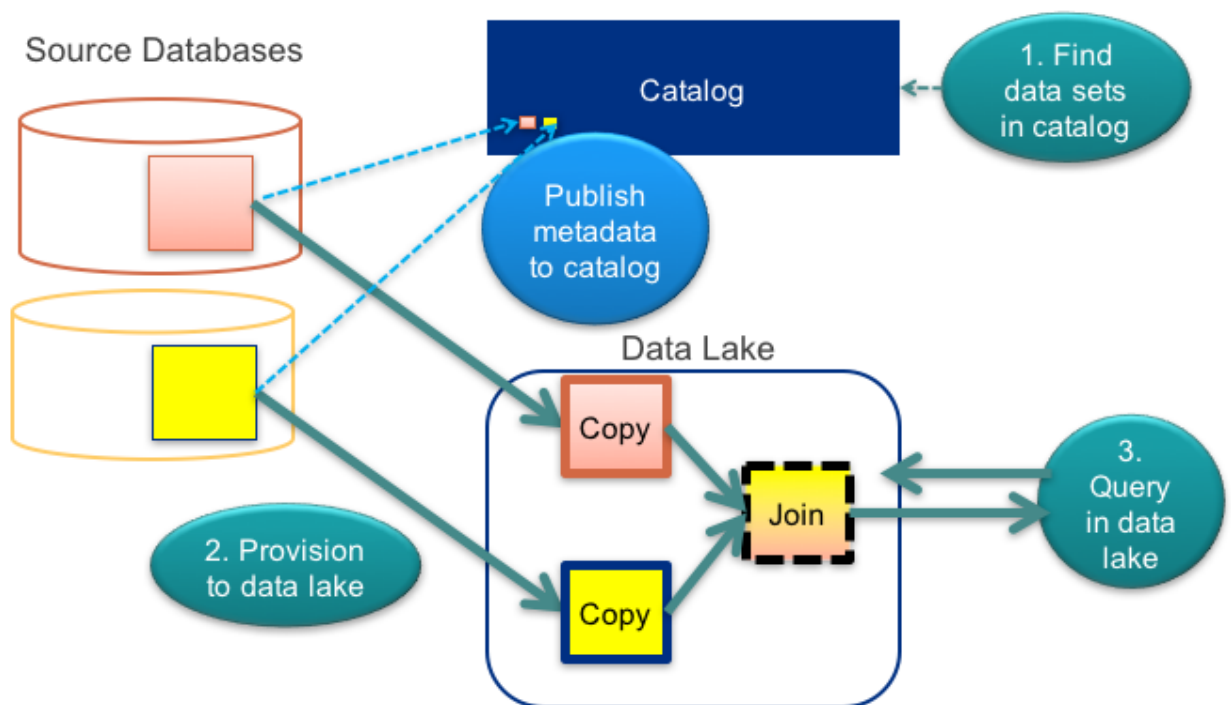 Source Databases
Catalog
1. Find
data sets
in catalog
Publish
metadata
to catalog
Data Lake
Copy
Join
3.
Query
in data
lake
2. Provision
to data lake
Copy